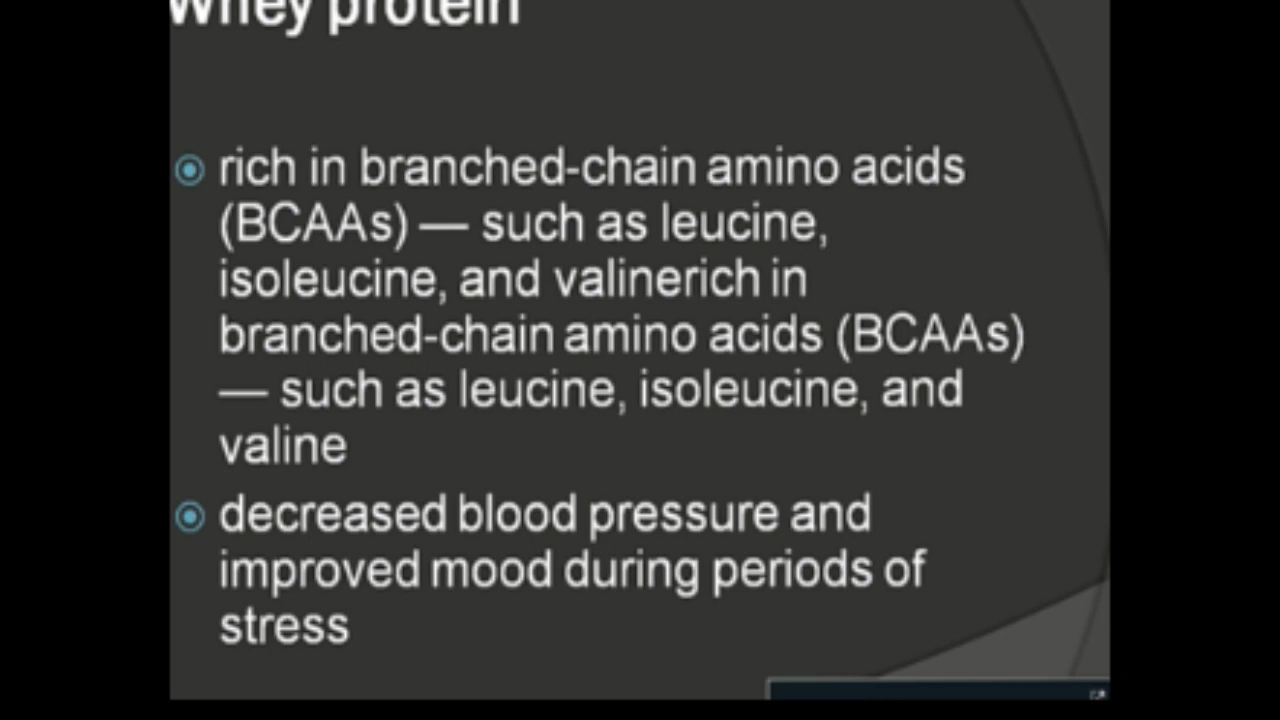 Whey protein
rich in branched-chain amino acids
(BCAAs) — such as leucine,
isoleucine, and valinerich in
branched-chain amino acids (BCAAs)
— such as leucine, isoleucine, and
valine
decreased blood pressure and
improved mood during periods of
stress